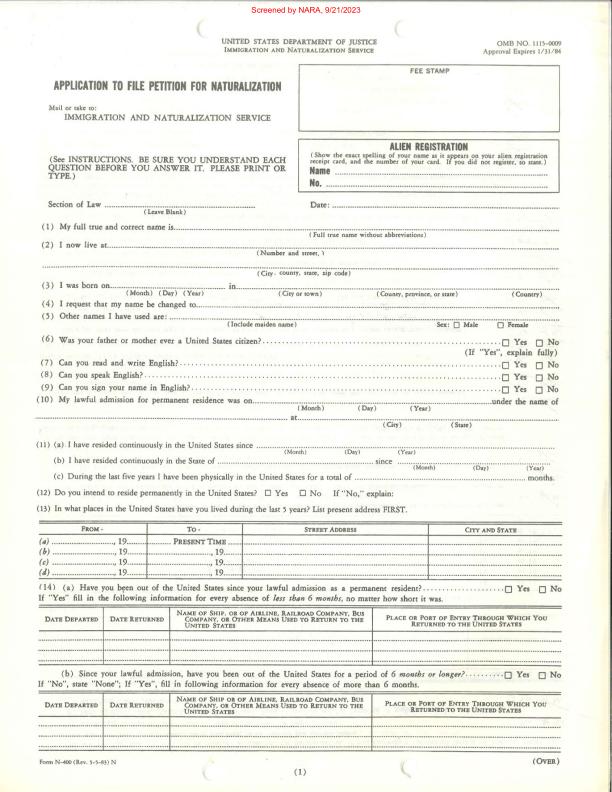 Screened by NARA, 9/21/2023
UNITED STATES DEPARTMENT OF JUSTICE
IMMIGRATION AND NATURALIZATION SERVICE
OMB NO. 1115-0009
Approval Expires 1/31/84
APPLICATION TO FILE PETITION FOR NATURALIZATION
FEE STAMP
Mail or take to:
IMMIGRATION AND NATURALIZATION SERVICE
ALIEN REGISTRATION
(Show the exact spelling of your name as it appears on your alien registration
receipt card, and the number of your card. If you did not register, so state.)
Name
No.
(See INSTRUCTIONS. BE SURE YOU UNDERSTAND EACH
QUESTION BEFORE YOU ANSWER IT. PLEASE PRINT OR
TYPE.)
Section of Law
(Leave Blank)
Date:
(1) My full true and correct name is
(Full true name without abbreviations)
(2) I now live at
(Number and street, )
(City, county, state, zip code)
(3) I was born on in
(Month) (Day) (Year) (City or town) (County, province, or state) (Country)
(4) I request that my name be changed to
(5) Other names I have used are:
(Include maiden name) Sex: ☐ Male ☐ Female
(6) Was your father or mother ever a United States citizen? ☐ Yes ☐ No
(If "Yes", explain fully)
(7) Can you read and write English? ☐ Yes ☐ No
(8) Can you speak English? ☐ Yes ☐ No
(9) Can you sign your name in English? ☐ Yes ☐ No
(10) My lawful admission for permanent residence was on under the name of
(Month) (Day) (Year)
at
(City) (State)
(11) (a) I have resided continuously in the United States since
(Month) (Day) (Year)
(b) I have resided continuously in the State of since
(Month) (Day) (Year)
(c) During the last five years I have been physically in the United States for a total of months.
(12) Do you intend to reside permanently in the United States? ☐ Yes ☐ No If "No," explain:
(13) In what places in the United States have you lived during the last 5 years? List present address FIRST.
FROM - TO - STREET ADDRESS CITY AND STATE
(a) , 19 PRESENT TIME
(b) , 19 , 19
(c) , 19 , 19
(d) , 19 , 19
(14) (a) Have you been out of the United States since your lawful admission as a permanent resident? ☐ Yes ☐ No
If "Yes" fill in the following information for every absence of less than 6 months, no matter how short it was.
DATE DEPARTED DATE RETURNED NAME OF SHIP, OR OF AIRLINE, RAILROAD COMPANY, BUS COMPANY, OR OTHER MEANS USED TO RETURN TO THE UNITED STATES PLACE OR PORT OF ENTRY THROUGH WHICH YOU RETURNED TO THE UNITED STATES
(b) Since your lawful admission, have you been out of the United States for a period of 6 months or longer? ☐ Yes ☐ No
If "No", state "None"; If "Yes", fill in following information for every absence of more than 6 months.
DATE DEPARTED DATE RETURNED NAME OF SHIP, OR OF AIRLINE, RAILROAD COMPANY, BUS COMPANY, OR OTHER MEANS USED TO RETURN TO THE UNITED STATES PLACE OR PORT OF ENTRY THROUGH WHICH YOU RETURNED TO THE UNITED STATES
Form N-400 (Rev. 5-5-83) N
(1)
(OVER)